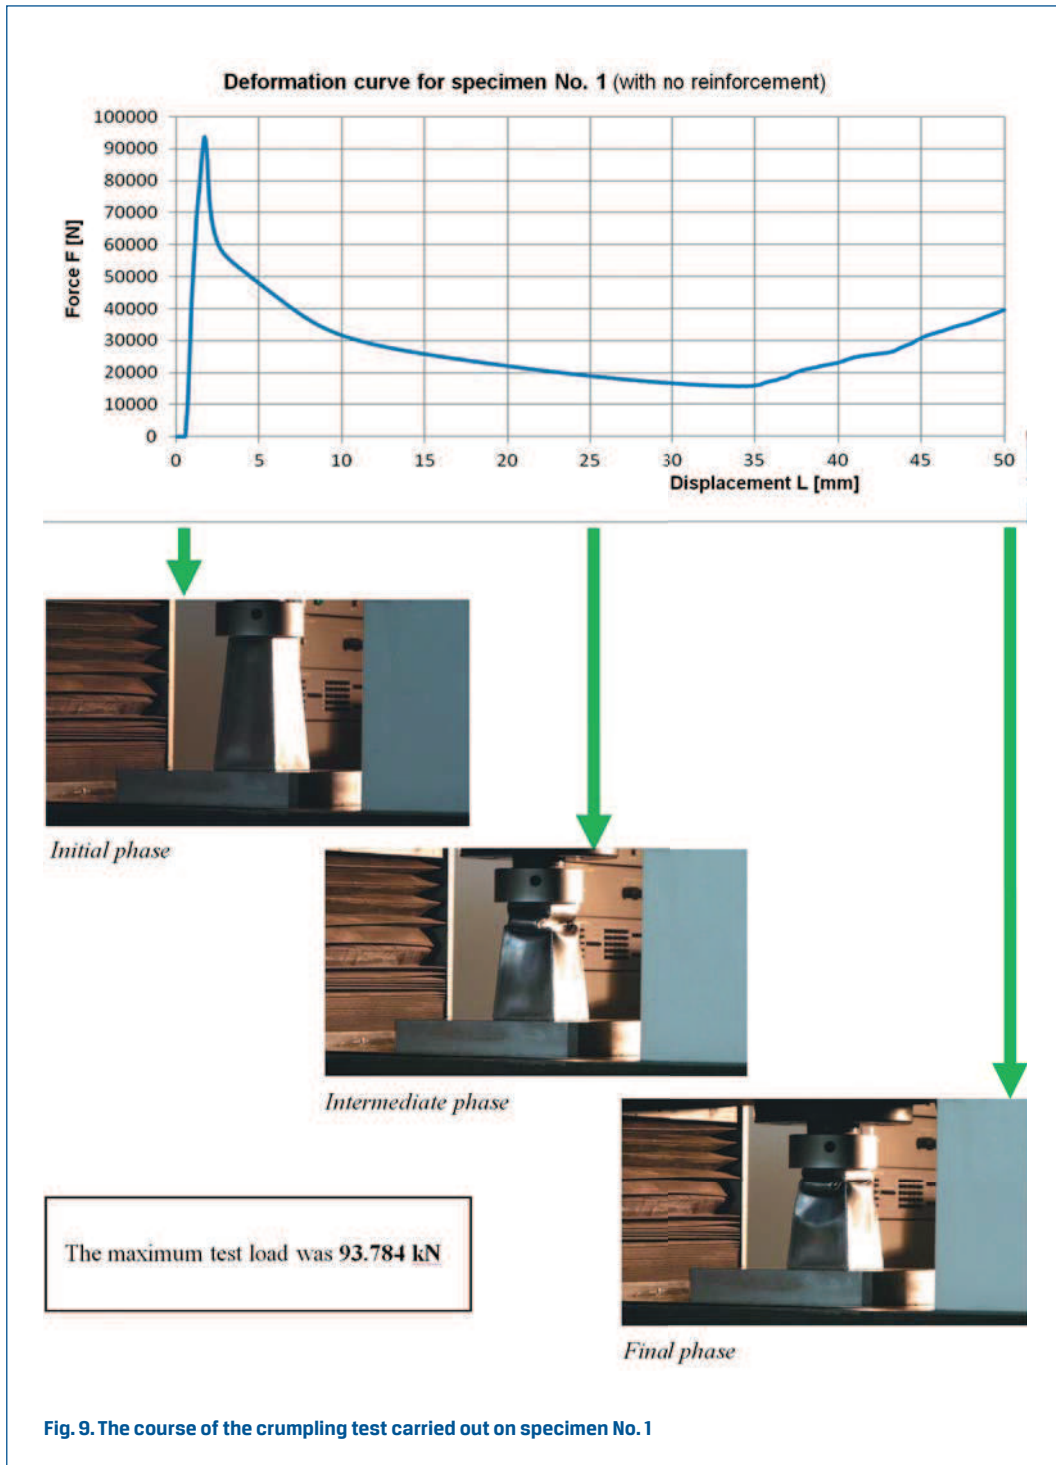 Deformation curve for specimen No. 1 (with no reinforcement)
100000
90000
80000
70000
60000
50000
40000
30000
20000
10000
0
Force F [N]
0 5 10 15 20 25 30 35 40 45 50
Displacement L [mm]
Initial phase
Intermediate phase
The maximum test load was 93.784 kN
Final phase
Fig. 9. The course of the crumpling test carried out on specimen No. 1